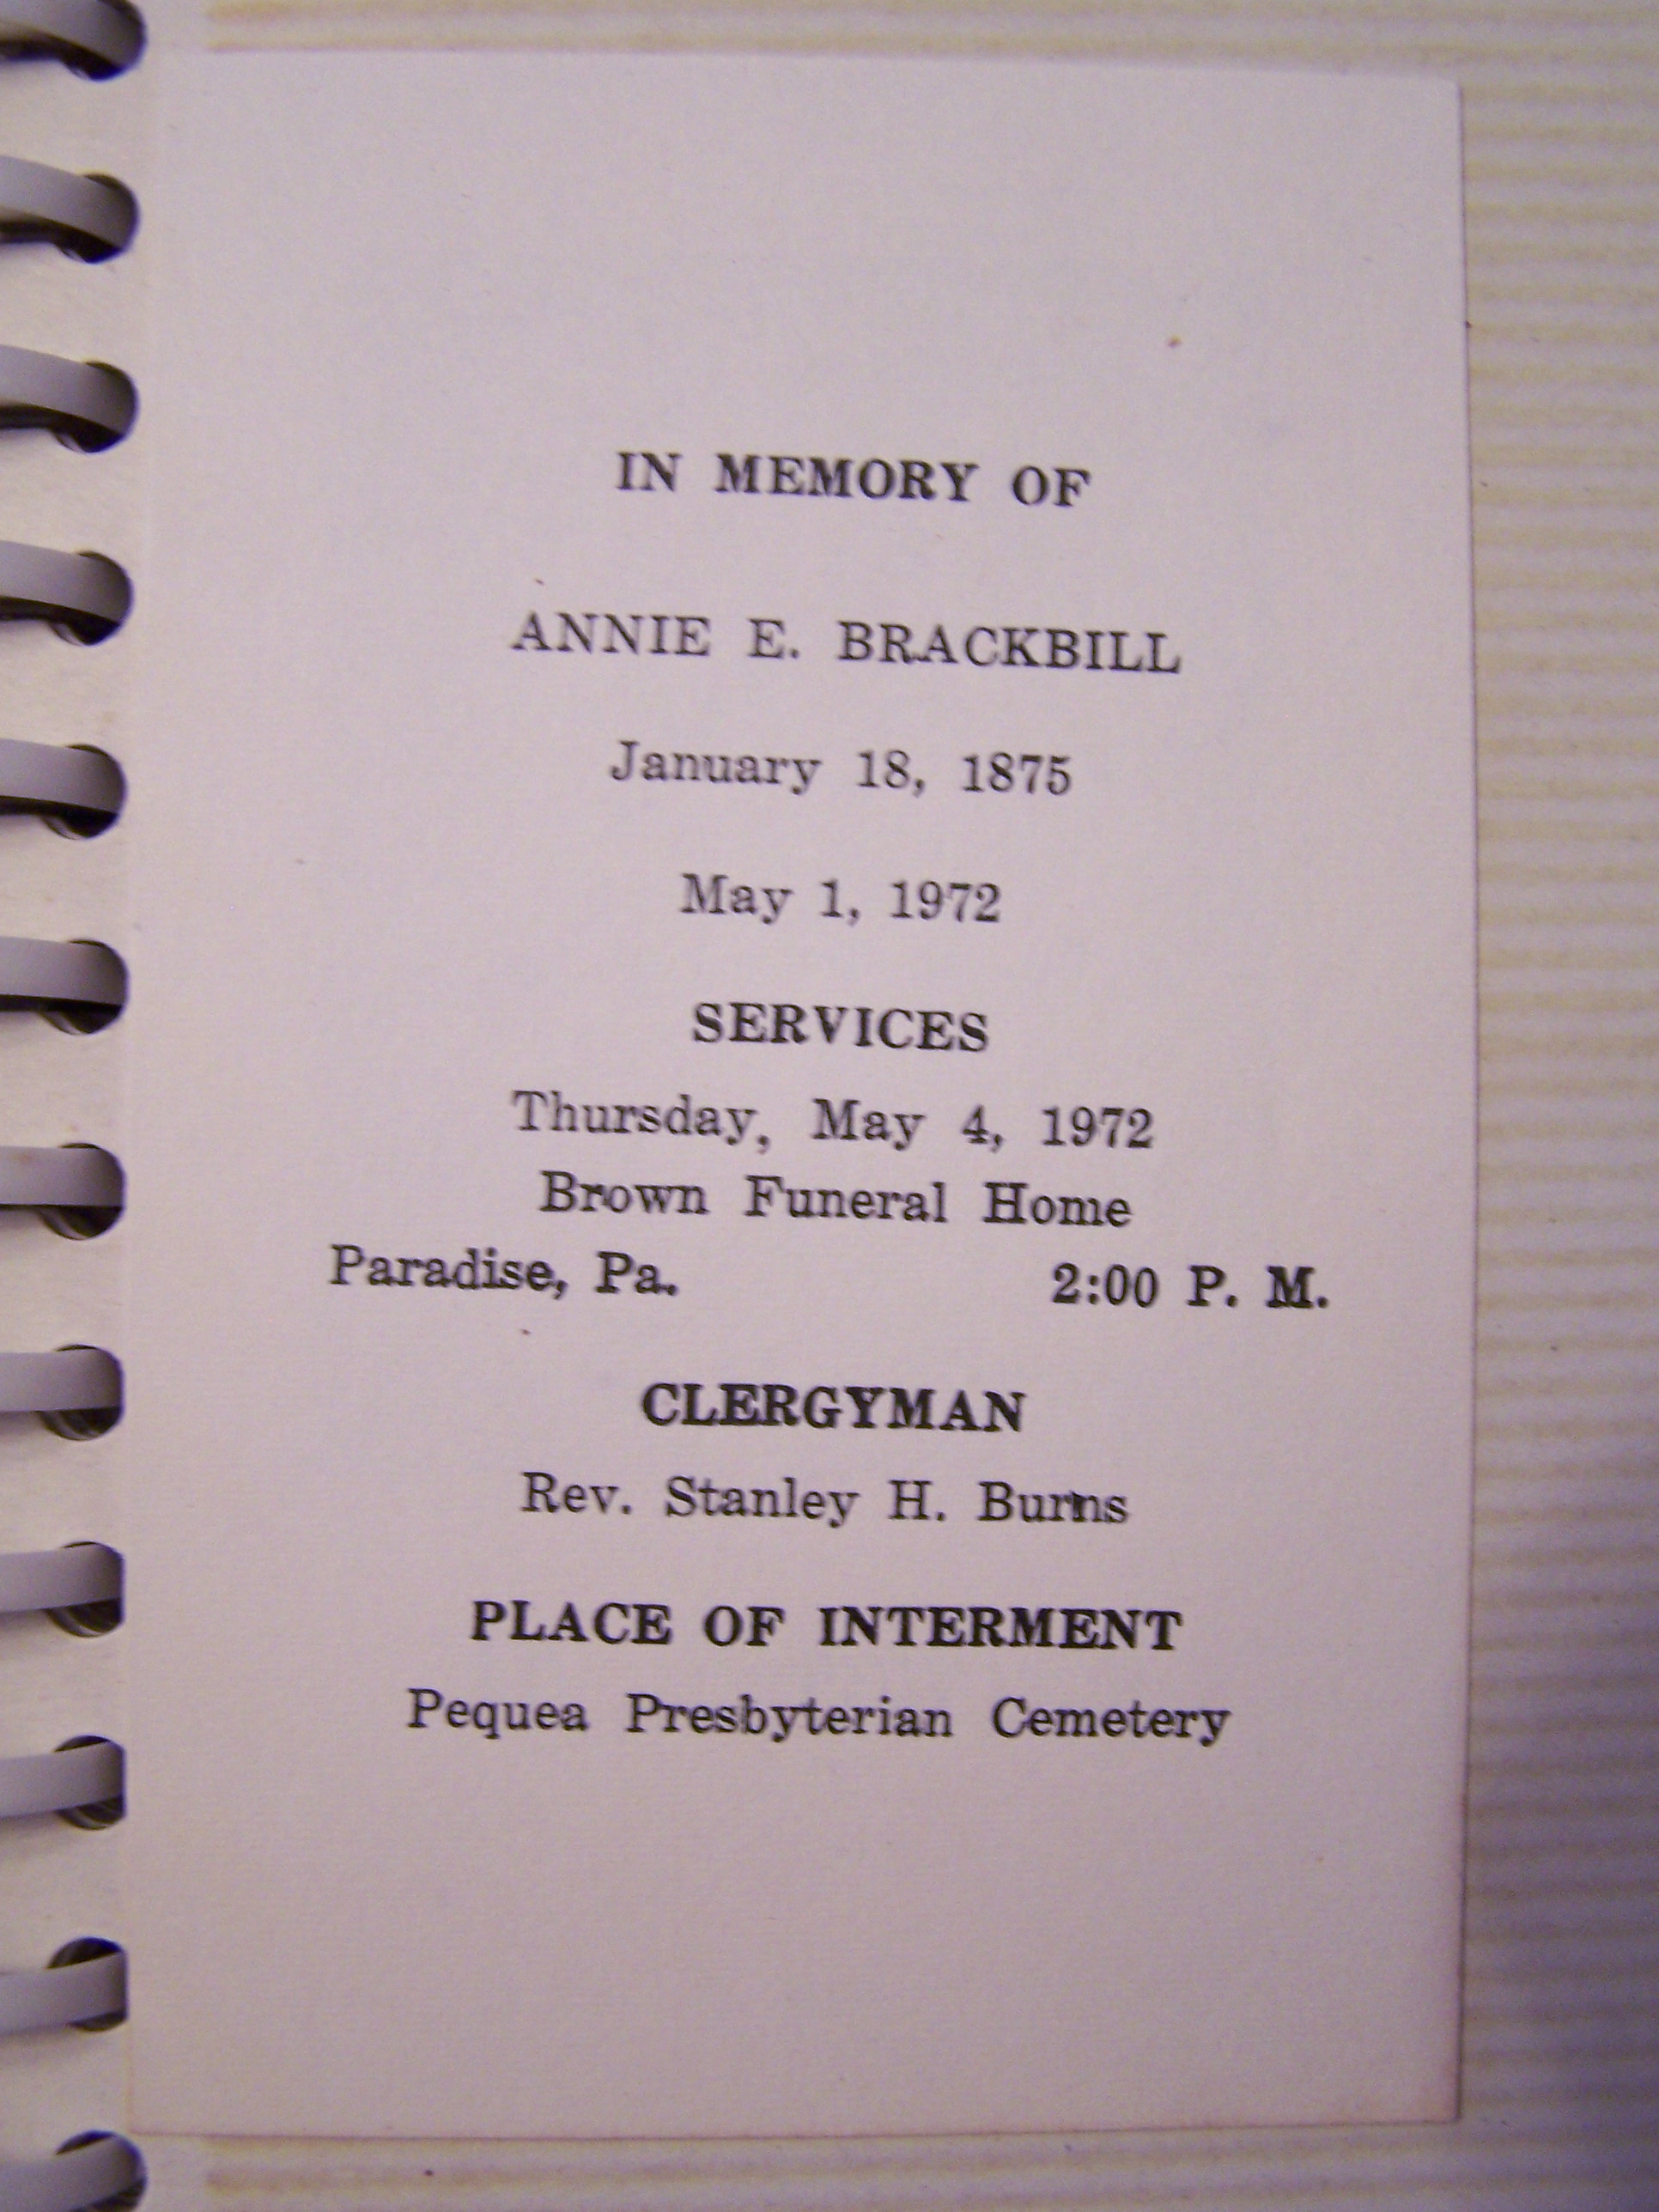 IN MEMORY OF
ANNIE E. BRACKBILL
January 18, 1875
May 1, 1972
SERVICES
Thursday, May 4, 1972
Brown Funeral Home
Paradise, Pa. 2:00 P. M.
CLERGYMAN
Rev. Stanley H. Burns
PLACE OF INTERMENT
Pequea Presbyterian Cemetery